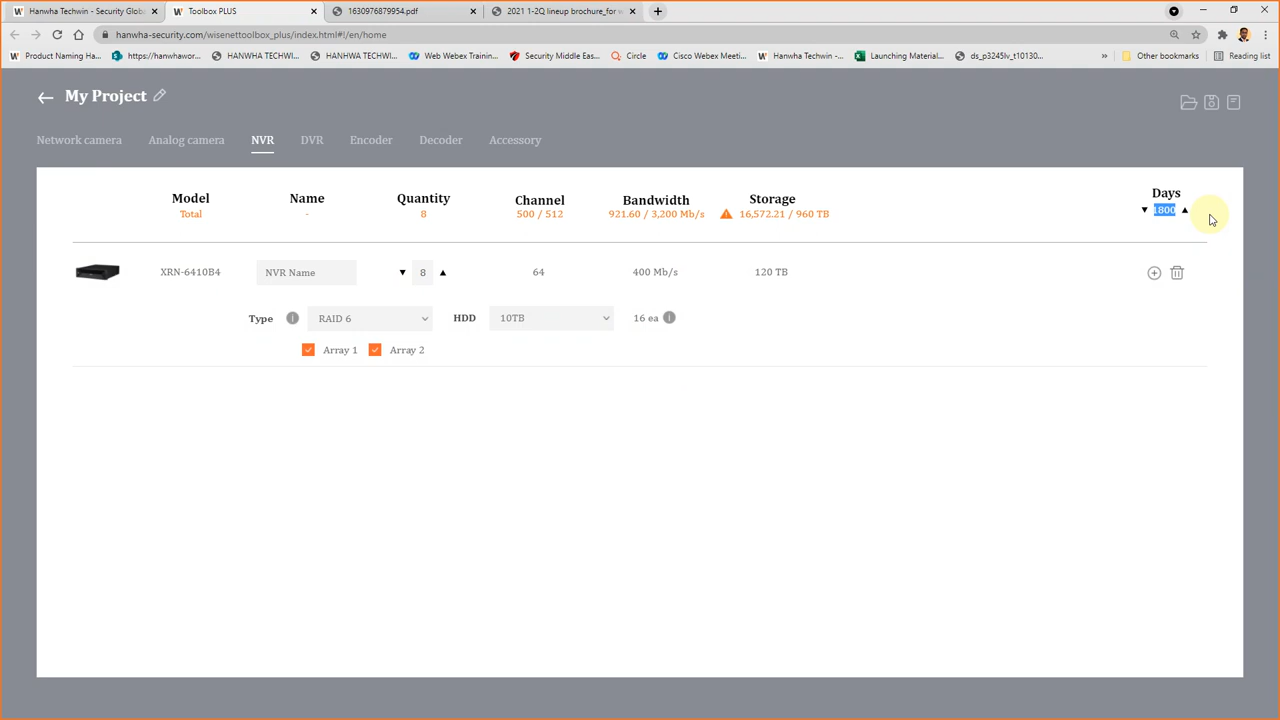 Hanwha Techwin - Security Globa
Toolbox PLUS
1630976879954.pdf
2021 1-2Q lineup brochure_for w
hanwha-security.com/wisenettoolbox_plus/index.html#!/en/home
Product Naming Ha...
https://hanwhawor...
HANWHA TECHWI...
HANHWA TECHWI...
Web Webex Trainin...
Security Middle Eas...
Circle
Cisco Webex Meeti...
Hanwha Techwin -...
Launching Material...
ds_p3245lv_t10130...
»
Other bookmarks
Reading list
My Project
Network camera
Analog camera
NVR
DVR
Encoder
Decoder
Accessory
Model Name Quantity Channel Bandwidth Storage Days
Total - 8 500 / 512 921.60 / 3,200 Mb/s 16,572.21 / 960 TB 1800
XRN-6410B4 NVR Name 8 64 400 Mb/s 120 TB
Type RAID 6 HDD 10TB 16 ea
Array 1 Array 2